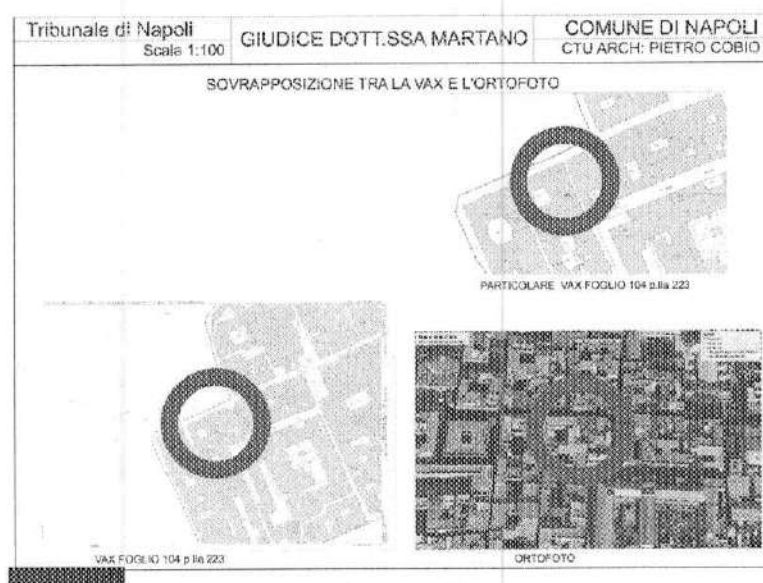 Tribunale di Napoli
Scala 1:100
GIUDICE DOTT.SSA MARTANO
COMUNE DI NAPOLI
CTU ARCH: PIETRO COBIO
SOVRAPPOSIZIONE TRA LA VAX E L'ORTOFOTO
PARTICOLARE VAX FOGLIO 104 p.lla 223
VAX FOGLIO 104 p lla 223
ORTOFOTO